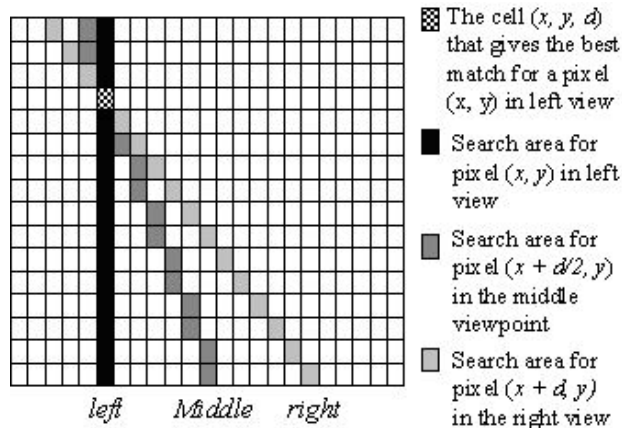 The cell (x, y, d)
that gives the best
match for a pixel
(x, y) in left view
Search area for
pixel (x, y) in left
view
Search area for
pixel (x + d/2, y)
in the middle
viewpoint
Search area for
pixel (x + d, y)
in the right view
left Middle right